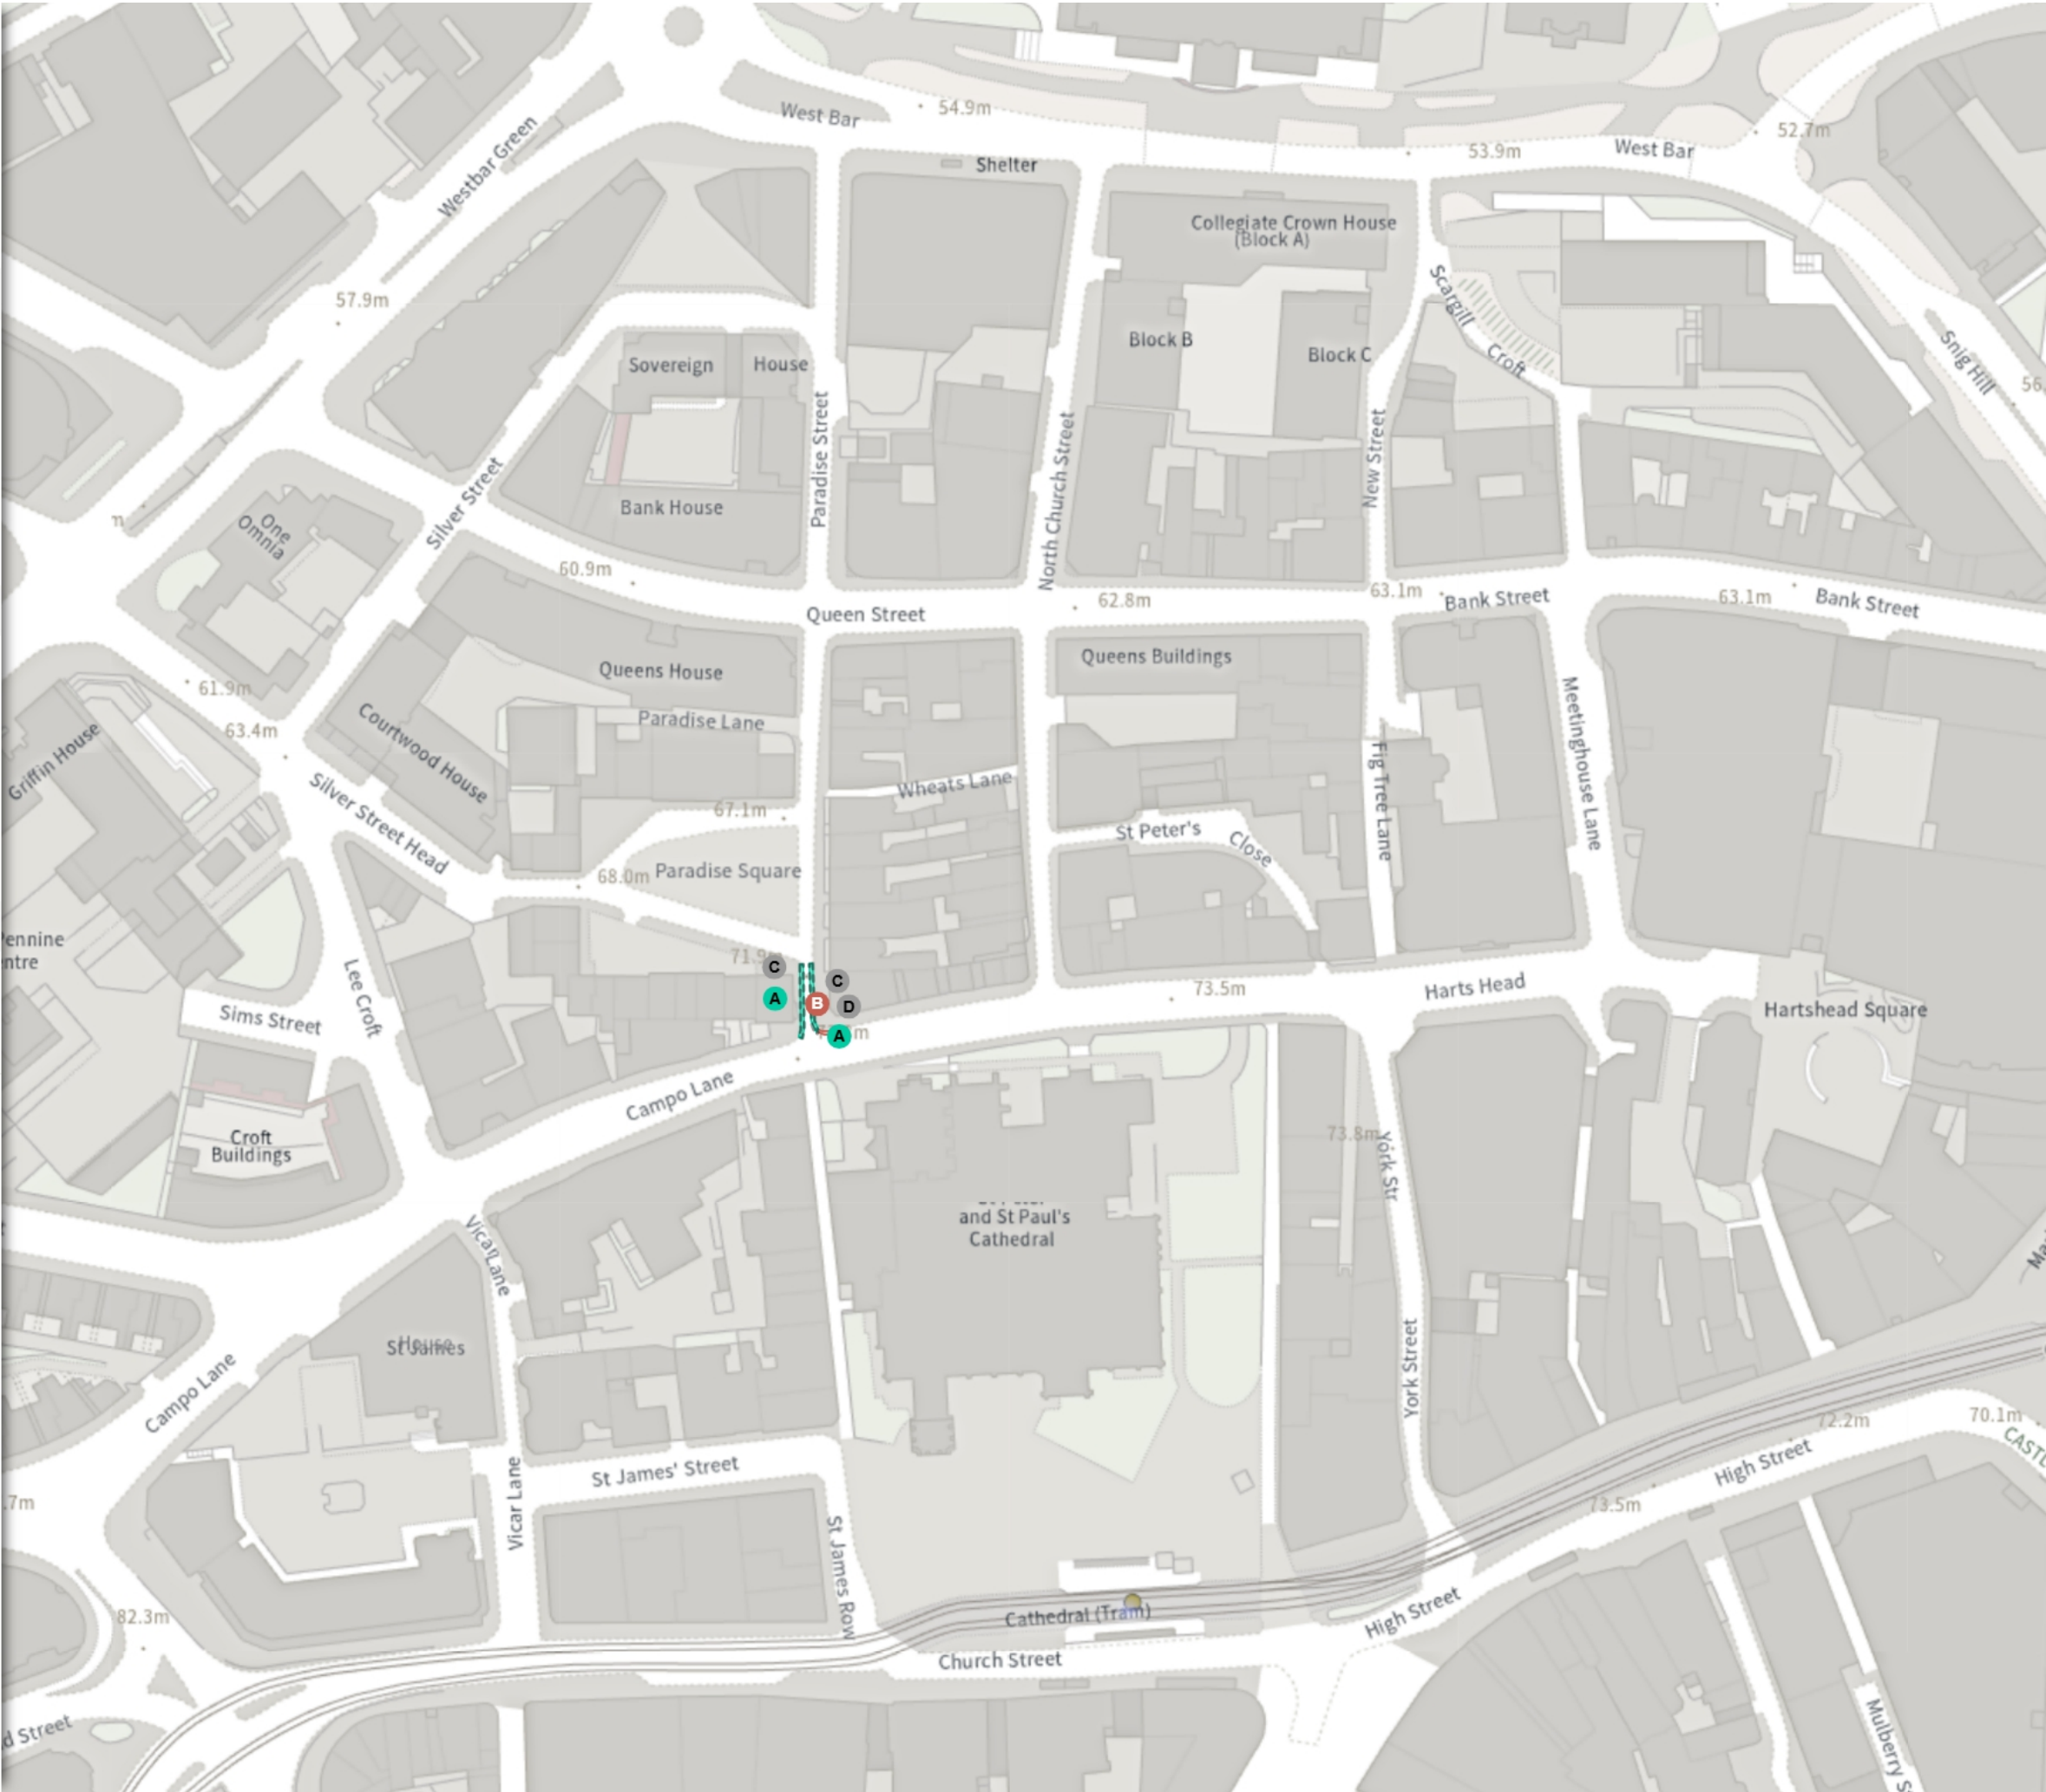 West Bar
54.9m
Shelter
53.9m
West Bar
52.7m
Westbar Green
57.9m
Collegiate Crown House
(Block A)
Scargill
Croft
Snig Hill
Sovereign
House
Block B
Block C
Bank House
Paradise Street
North Church Street
New Street
One
Omnia
Silver Street
60.9m
Queen Street
62.8m
63.1m
Bank Street
63.1m
Bank Street
Queens House
Queens Buildings
Paradise Lane
61.9m
63.4m
Griffin House
Courtwood House
Silver Street Head
67.1m
Wheats Lane
St Peter's
Close
Fig Tree Lane
Meetinghouse Lane
68.0m
Paradise Square
71.9
C
A
C
B
D
A
m
73.5m
Harts Head
Hartshead Square
Lee Croft
Sims Street
Campo Lane
Croft
Buildings
73.8m
York Str
and St Paul's
Cathedral
Vicar Lane
House
St James
York Street
Campo Lane
St James' Street
Vicar Lane
St James Row
72.2m
70.1m
High Street
73.5m
82.3m
Cathedral (Tram)
High Street
Church Street
d Street
.7m
Mulberry S